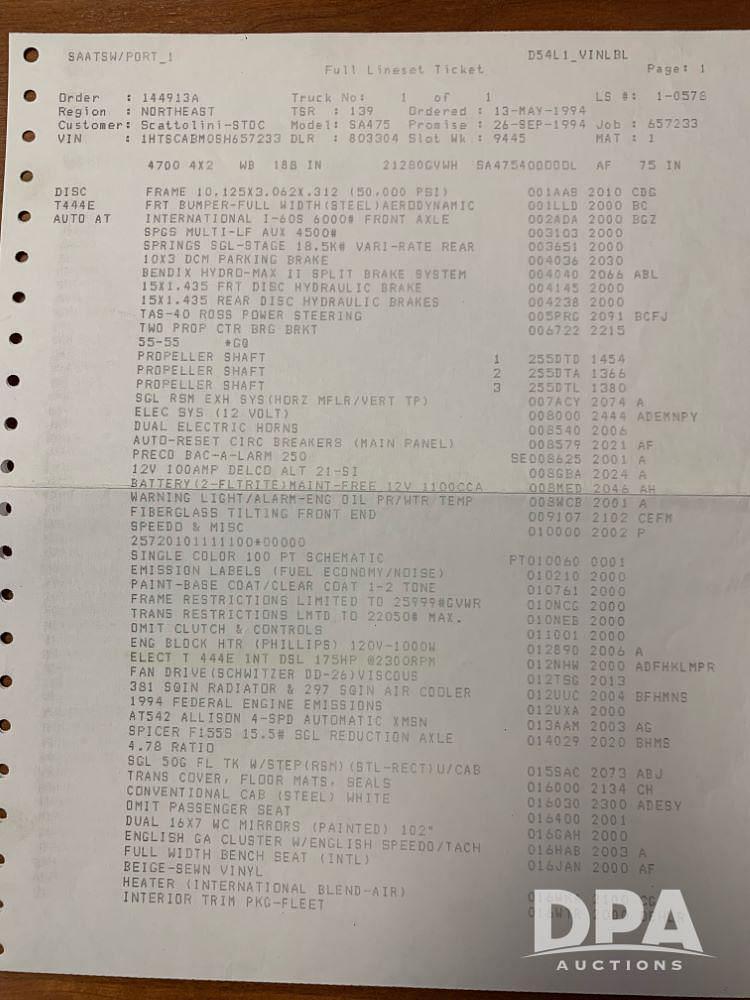 SAATSW/PORT_1 D54L1_VINLBL
Full Lineset Ticket Page: 1
Order : 144913A Truck No: 1 of 1 LS #: 1-0578
Region : NORTHEAST TSR : 139 Ordered : 13-MAY-1994
Customer: Scattolini-STOC Model: SA475 Promise : 26-SEP-1994 Job : 657233
VIN : 1HTSCABM0SH657233 DLR : 803304 Slot Wk : 9445 MAT : 1
4700 4X2 WB 188 IN 21280GVWH SA475400000L AF 75 IN
DISC FRAME 10.125X3.062X.312 (50,000 PSI) 001AAS 2010 CDG
T444E FRT BUMPER-FULL WIDTH(STEEL)AERODYNAMIC 001LLD 2000 BC
AUTO AT INTERNATIONAL I-60S 6000# FRONT AXLE 002ADA 2000 BGZ
SPGS MULTI-LF AUX 4500# 003103 2000
SPRINGS SGL-STAGE 18.5K# VARI-RATE REAR 003651 2000
10X3 DCM PARKING BRAKE 004036 2030
BENDIX HYDRO-MAX II SPLIT BRAKE SYSTEM 004040 2066 ABL
15X1.435 FRT DISC HYDRAULIC BRAKE 004145 2000
15X1.435 REAR DISC HYDRAULIC BRAKES 004238 2000
TAS-40 ROSS POWER STEERING 005PRG 2091 BCFJ
TWO PROP CTR BRG BRKT 006722 2215
55-55 *GQ
PROPELLER SHAFT 1 255DTD 1454
PROPELLER SHAFT 2 255DTA 1366
PROPELLER SHAFT 3 255DTL 1380
SGL RSM EXH SYS(HORZ MFLR/VERT TP) 007ACY 2074 A
ELEC SYS (12 VOLT) 008000 2444 ADEMNPY
DUAL ELECTRIC HORNS 008540 2006
AUTO-RESET CIRC BREAKERS (MAIN PANEL) 008579 2021 AF
PRECO BAC-A-LARM 250 SE008625 2001 A
12V 100AMP DELCO ALT 21-SI 008GBA 2024 A
BATTERY(2-FLTRITE)MAINT-FREE 12V 1100CCA 008MED 2046 AH
WARNING LIGHT/ALARM-ENG OIL PR/WTR TEMP 008WCB 2001 A
FIBERGLASS TILTING FRONT END 009107 2102 CEFM
SPEEDO & MISC 010000 2002 P
25720101111100*00000
SINGLE COLOR 100 PT SCHEMATIC PT010060 0001
EMISSION LABELS (FUEL ECONOMY/NOISE) 010210 2000
PAINT-BASE COAT/CLEAR COAT 1-2 TONE 010761 2000
FRAME RESTRICTIONS LIMITED TO 25999#GVWR 010NCG 2000
TRANS RESTRICTIONS LMTD TO 22050# MAX. 010NEB 2000
OMIT CLUTCH & CONTROLS 011001 2000
ENG BLOCK HTR (PHILLIPS) 120V-1000W 012890 2006 A
ELECT T 444E INT DSL 175HP @2300RPM 012NHW 2000 ADFHKLMPR
FAN DRIVE(SCHWITZER DD-26)VISCOUS 012TSG 2013
381 SQIN RADIATOR & 297 SQIN AIR COOLER 012UUC 2004 BFHMNS
1994 FEDERAL ENGINE EMISSIONS 012VXA 2000
AT542 ALLISON 4-SPD AUTOMATIC XMSN 013AAM 2003 AG
SPICER F155S 15.5# SGL REDUCTION AXLE 014029 2020 BHMS
4.78 RATIO
SGL 50G FL TK W/STEP(RSM)(STL-RECT)U/CAB 015SAC 2073 ABJ
TRANS COVER, FLOOR MATS, SEALS 016000 2134 CH
CONVENTIONAL CAB (STEEL) WHITE 016030 2300 ADESY
OMIT PASSENGER SEAT 016400 2001
DUAL 16X7 WC MIRRORS (PAINTED) 102" 016GAH 2000
ENGLISH GA CLUSTER W/ENGLISH SPEEDO/TACH 016HAB 2003 A
FULL WIDTH BENCH SEAT (INTL) 016JAN 2000 AF
BEIGE-SEWN VINYL
HEATER (INTERNATIONAL BLEND-AIR)
INTERIOR TRIM PKG-FLEET
DPA
AUCTIONS